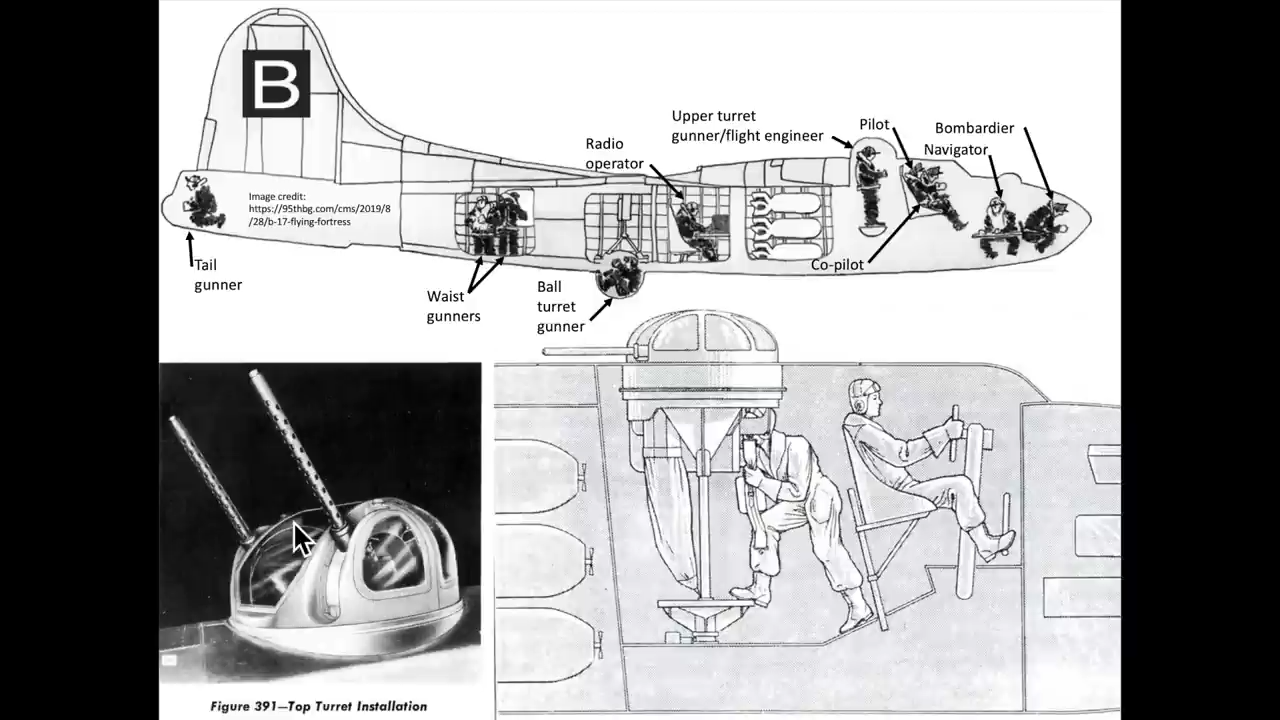 B
Upper turret
gunner/flight engineer
Pilot
Bombardier
Navigator
Radio
operator
Image credit:
https://95thbg.com/cms/2019/8
/28/b-17-flying-fortress
Tail
gunner
Waist
gunners
Ball
turret
gunner
Co-pilot
Figure 391—Top Turret Installation